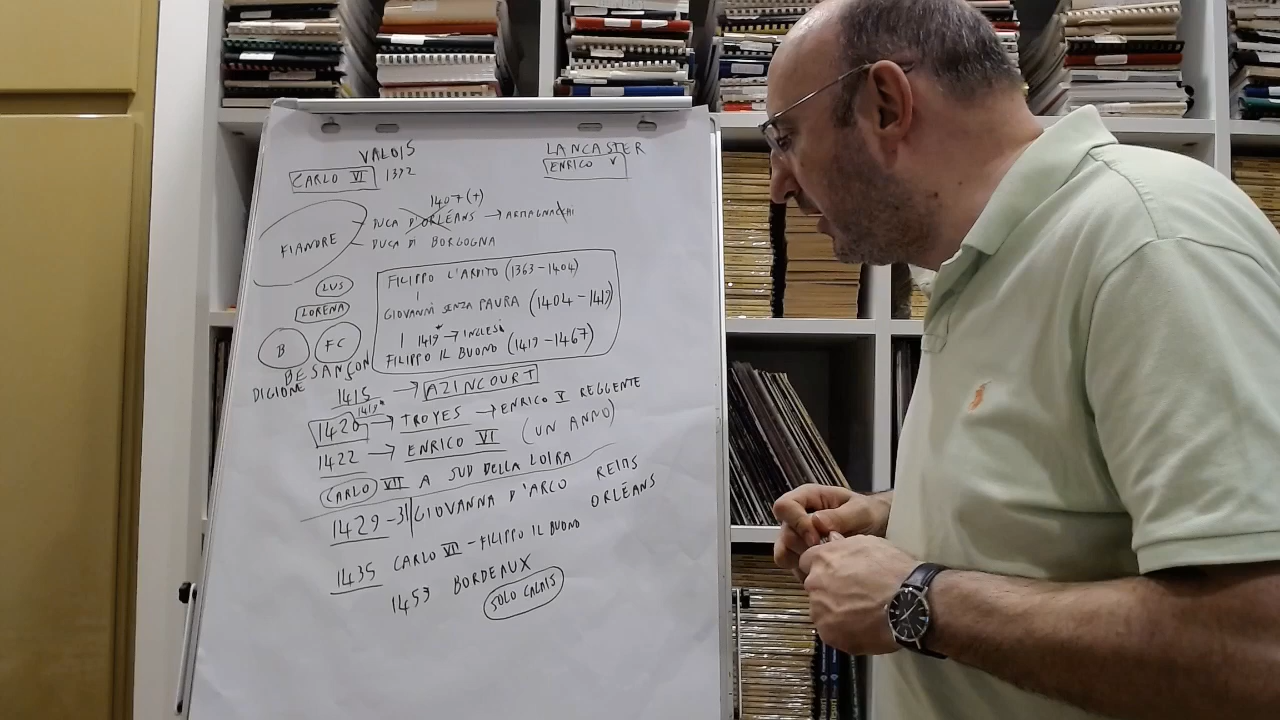 VALOIS
LANCASTER
CARLO VI 1392
ENRICO V
1407 (+)
DUCA D'ORLÉANS → ARMAGNACCHI
FIANDRE
DUCA DI BORGOGNA
FILIPPO L'ARDITO (1363-1404)
LUS
GIOVANNI SENZA PAURA (1404-1419)
LORENA
1419* → INGLESI
B FC
FILIPPO IL BUONO (1419-1467)
BESANÇON
DIGIONE
1415 → AZINCOURT
1419*
1420 → TROYES → ENRICO V REGGENTE
1422 → ENRICO VI (UN ANNO)
CARLO VII A SUD DELLA LOIRA
1429-31 GIOVANNA D'ARCO REIMS
ORLÉANS
1435 CARLO VII - FILIPPO IL BUONO
1453 BORDEAUX
SOLO CALAIS